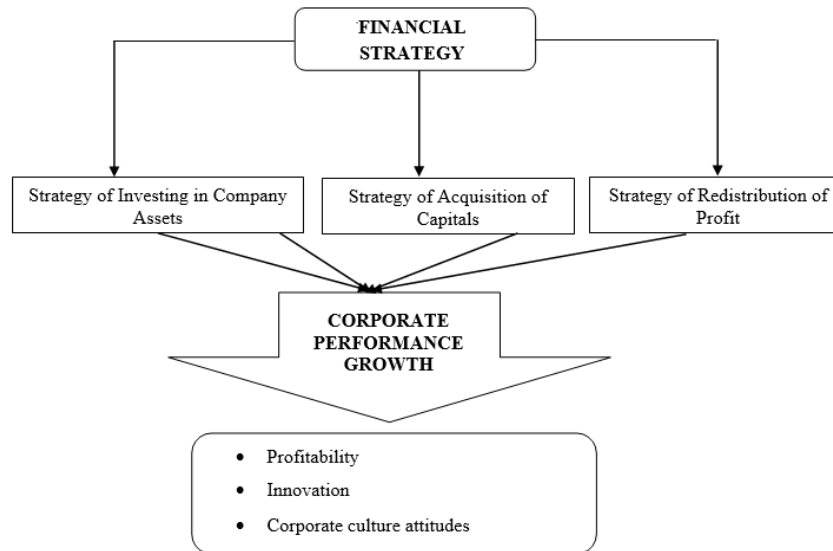 FINANCIAL
STRATEGY
Strategy of Investing in Company
Assets
Strategy of Acquisition of
Capitals
Strategy of Redistribution of
Profit
CORPORATE
PERFORMANCE
GROWTH
• Profitability
• Innovation
• Corporate culture attitudes